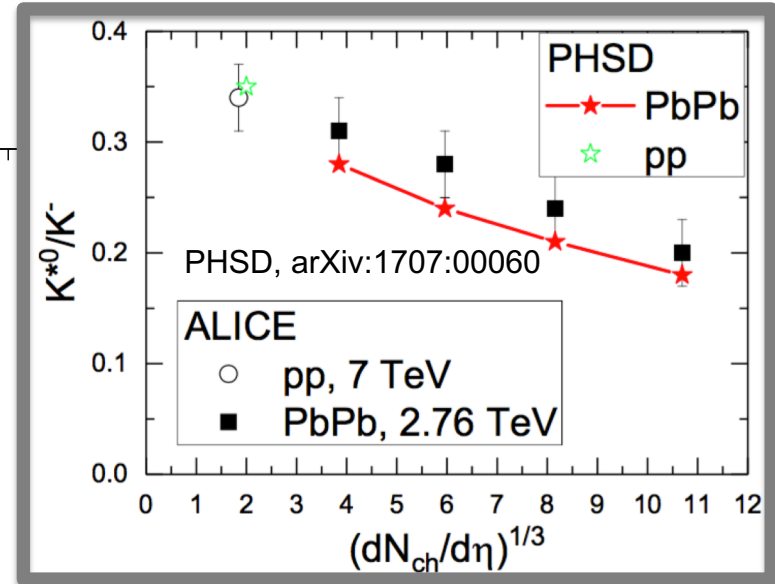 0.4
0.3
0.2
0.1
0.0
K*0/K-
PHSD
PbPb
pp
PHSD, arXiv:1707:00060
ALICE
pp, 7 TeV
PbPb, 2.76 TeV
0 1 2 3 4 5 6 7 8 9 10 11 12
(dNch/dη)1/3